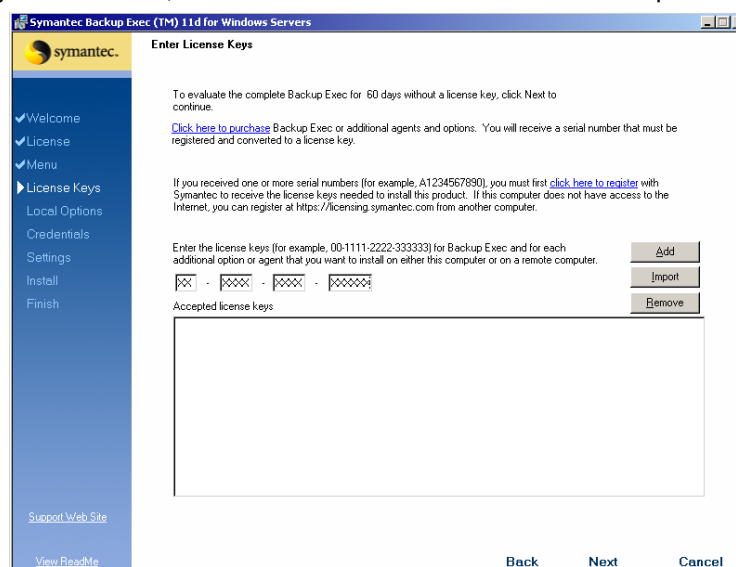 Symantec Backup Exec (TM) 11d for Windows Servers
symantec.
Enter License Keys
To evaluate the complete Backup Exec for 60 days without a license key, click Next to
continue.
Click here to purchase Backup Exec or additional agents and options. You will receive a serial number that must be
registered and converted to a license key.
If you received one or more serial numbers (for example, A1234567890), you must first click here to register with
Symantec to receive the license keys needed to install this product. If this computer does not have access to the
Internet, you can register at https://licensing.symantec.com from another computer.
Enter the license keys (for example, 00-1111-2222-333333) for Backup Exec and for each
additional option or agent that you want to install on either this computer or on a remote computer.
XX - XXXX - XXXX - XXXXXX
Accepted license keys
Add
Import
Remove
Welcome
License
Menu
License Keys
Local Options
Credentials
Settings
Install
Finish
Support Web Site
View ReadMe
Back Next Cancel